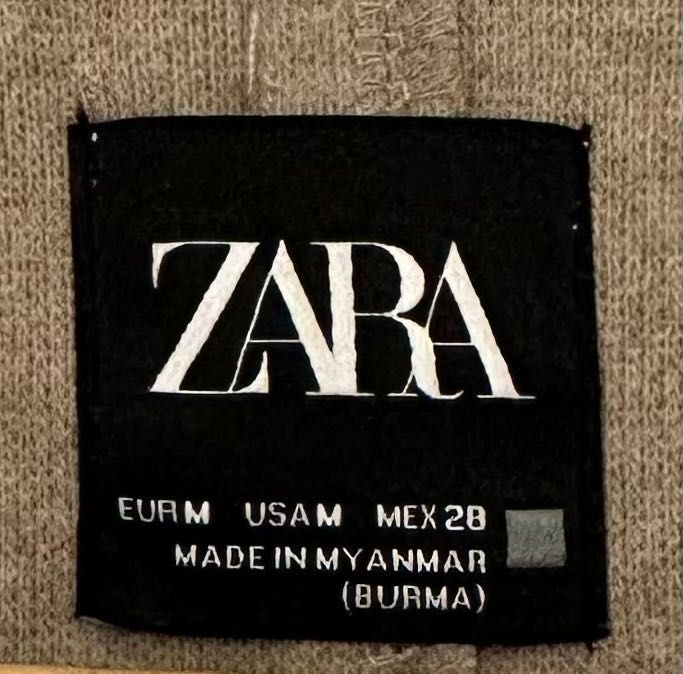 ZARA
EUR M USA M MEX 28
MADE IN MYANMAR
(BURMA)